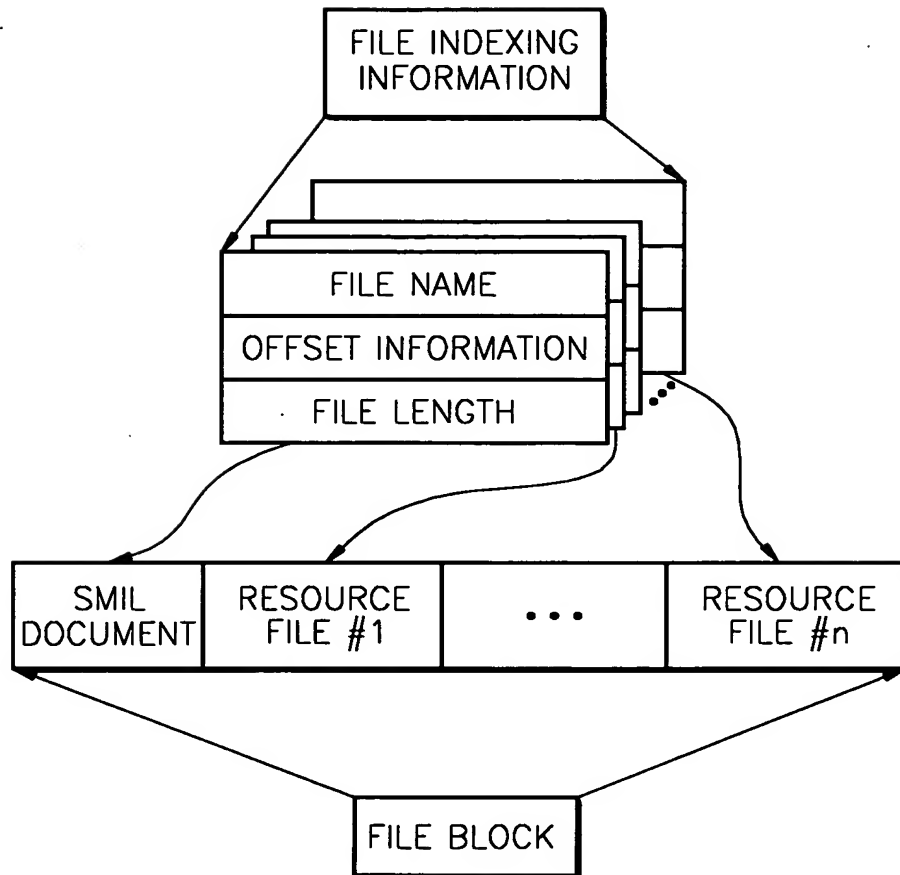 FILE INDEXING
INFORMATION
FILE NAME
OFFSET INFORMATION
FILE LENGTH
SMIL
DOCUMENT
RESOURCE
FILE #1
...
RESOURCE
FILE #n
FILE BLOCK